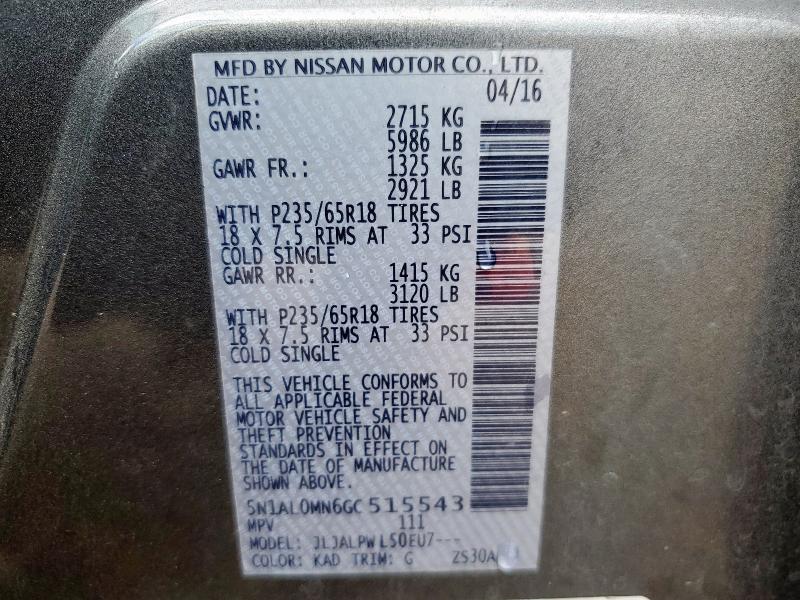 MFD BY NISSAN MOTOR CO., LTD.
DATE: 04/16
GVWR: 2715 KG
5986 LB
GAWR FR.: 1325 KG
2921 LB
WITH P235/65R18 TIRES
18 X 7.5 RIMS AT 33 PSI
COLD SINGLE
GAWR RR.: 1415 KG
3120 LB
WITH P235/65R18 TIRES
18 X 7.5 RIMS AT 33 PSI
COLD SINGLE
THIS VEHICLE CONFORMS TO
ALL APPLICABLE FEDERAL
MOTOR VEHICLE SAFETY AND
THEFT PREVENTION
STANDARDS IN EFFECT ON
THE DATE OF MANUFACTURE
SHOWN ABOVE.
5N1AL0MN6GC515543
MPV 111
MODEL: JLJALPWL50EU7---
COLOR: KAD TRIM: G